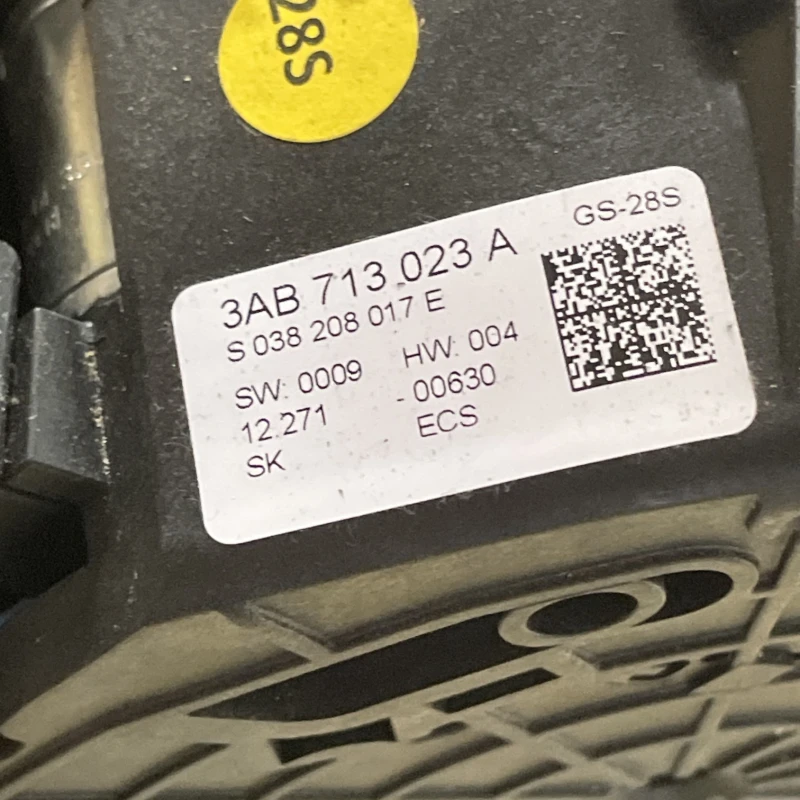 28S
GS-28S
3AB 713 023 A
S 038 208 017 E
SW: 0009 HW: 004
12.271 - 00630
SK ECS